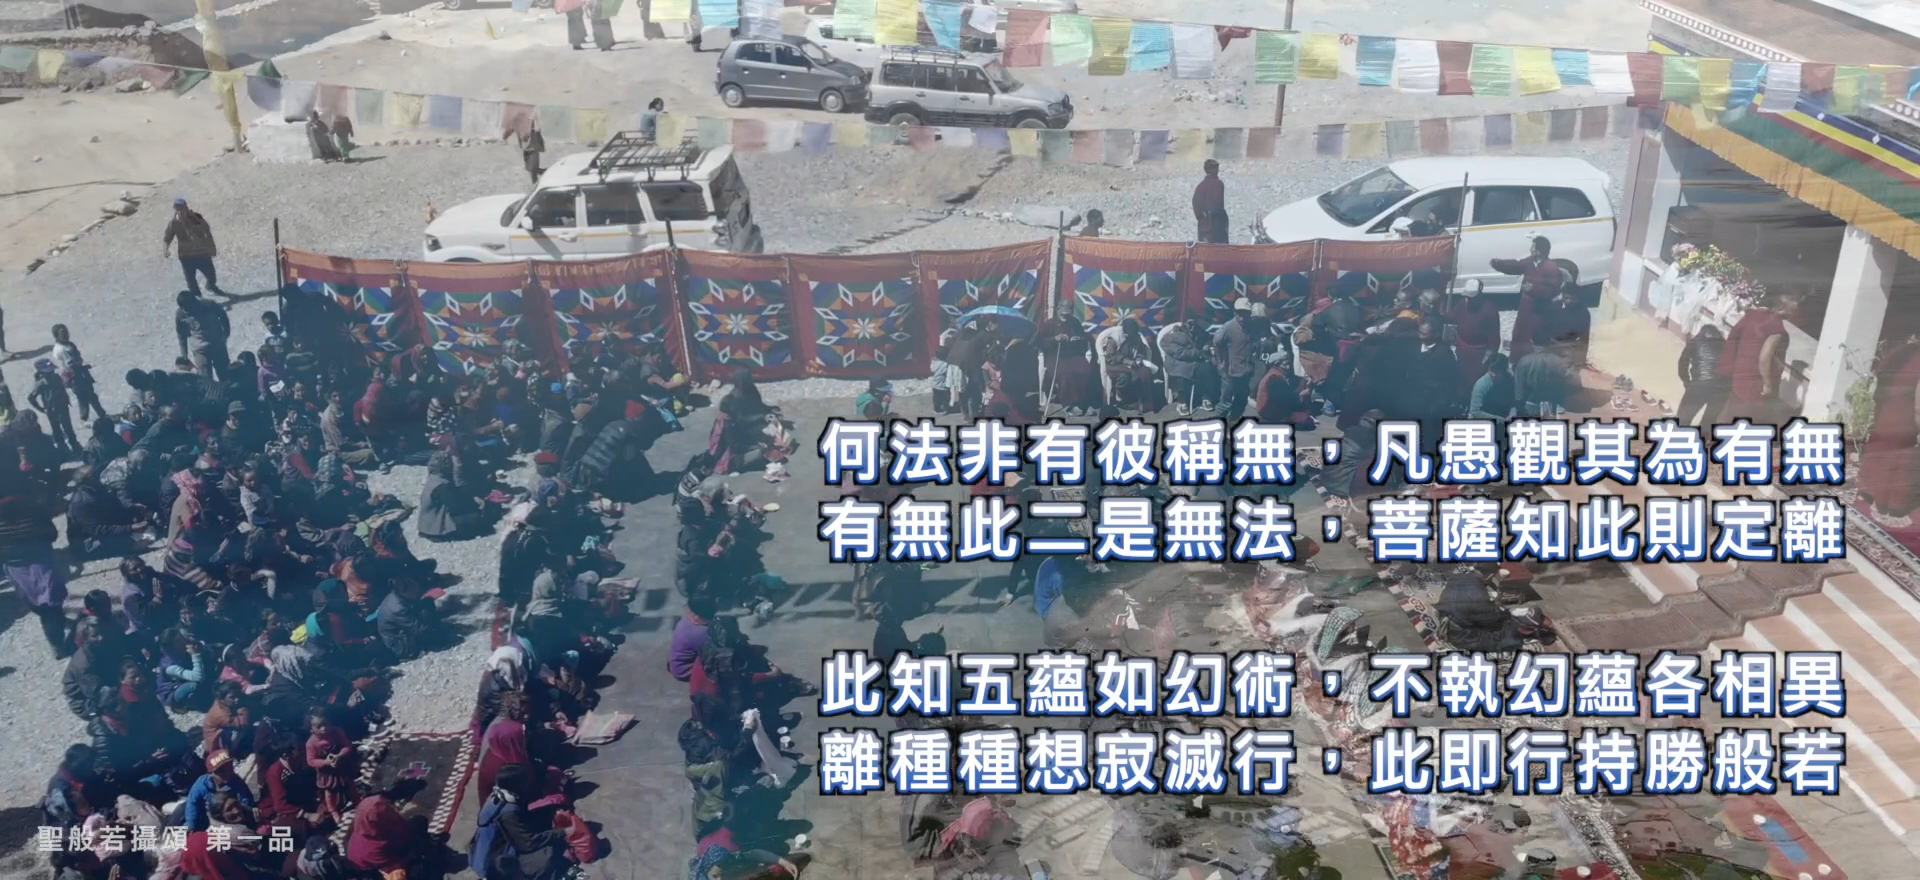 何法非有彼稱無，凡愚觀其為有無
有無此二是無法，菩薩知此則定離
此知五蘊如幻術，不執幻蘊各相異
離種種想寂滅行，此即行持勝般若
聖般若攝頌 第一品